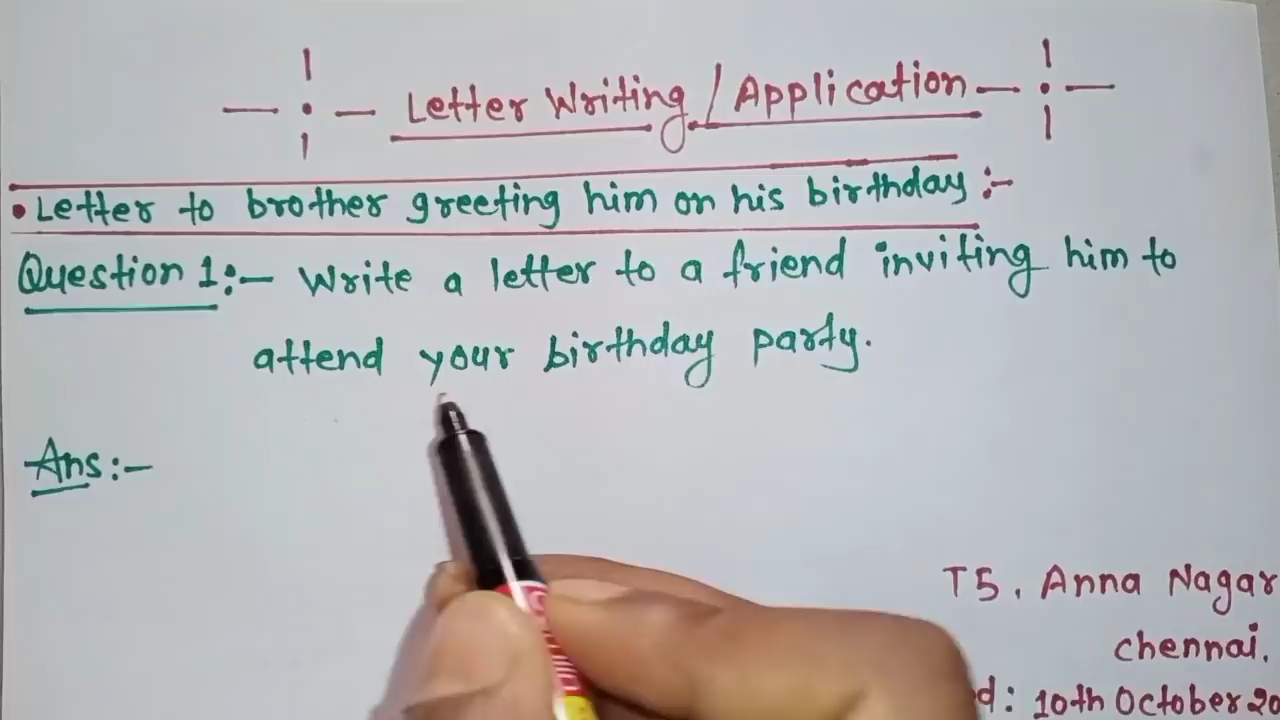 Letter Writing / Application
• Letter to brother greeting him on his birthday :-
Question 1:- Write a letter to a friend inviting him to
attend your birthday party.
Ans:-
T5, Anna Nagar
chennai.
d: 10th October 20